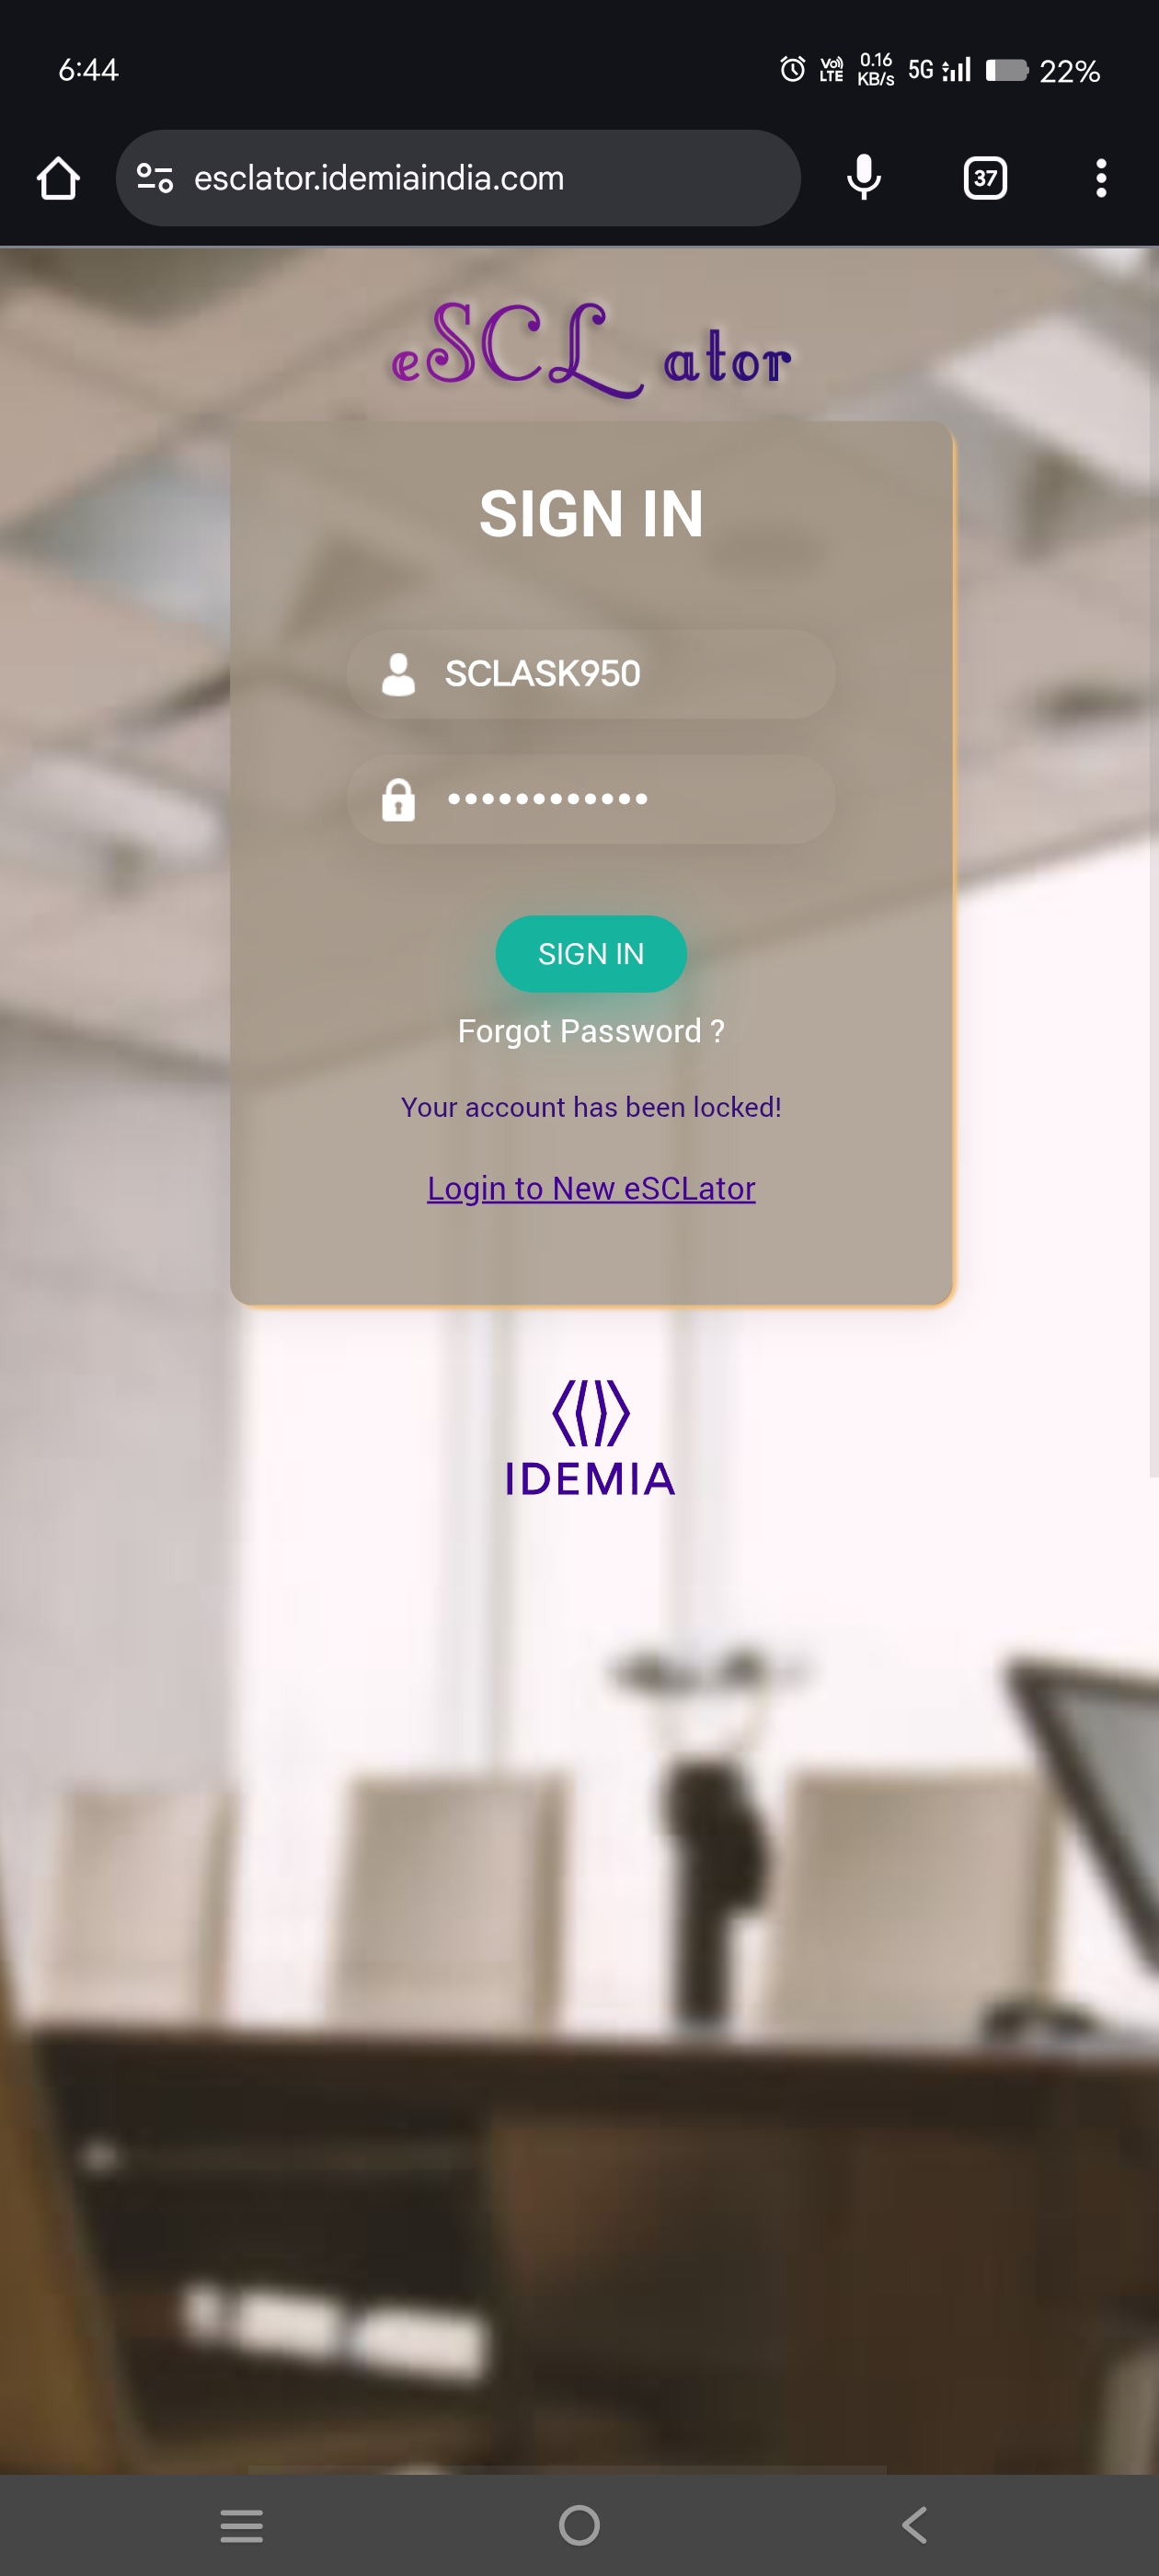 6:44
Vo)) LTE 0.16 KB/s 5G 22%
esclator.idemiaindia.com
37
eSCLator
SIGN IN
SCLASK950
••••••••••••
SIGN IN
Forgot Password ?
Your account has been locked!
Login to New eSCLator
IDEMIA